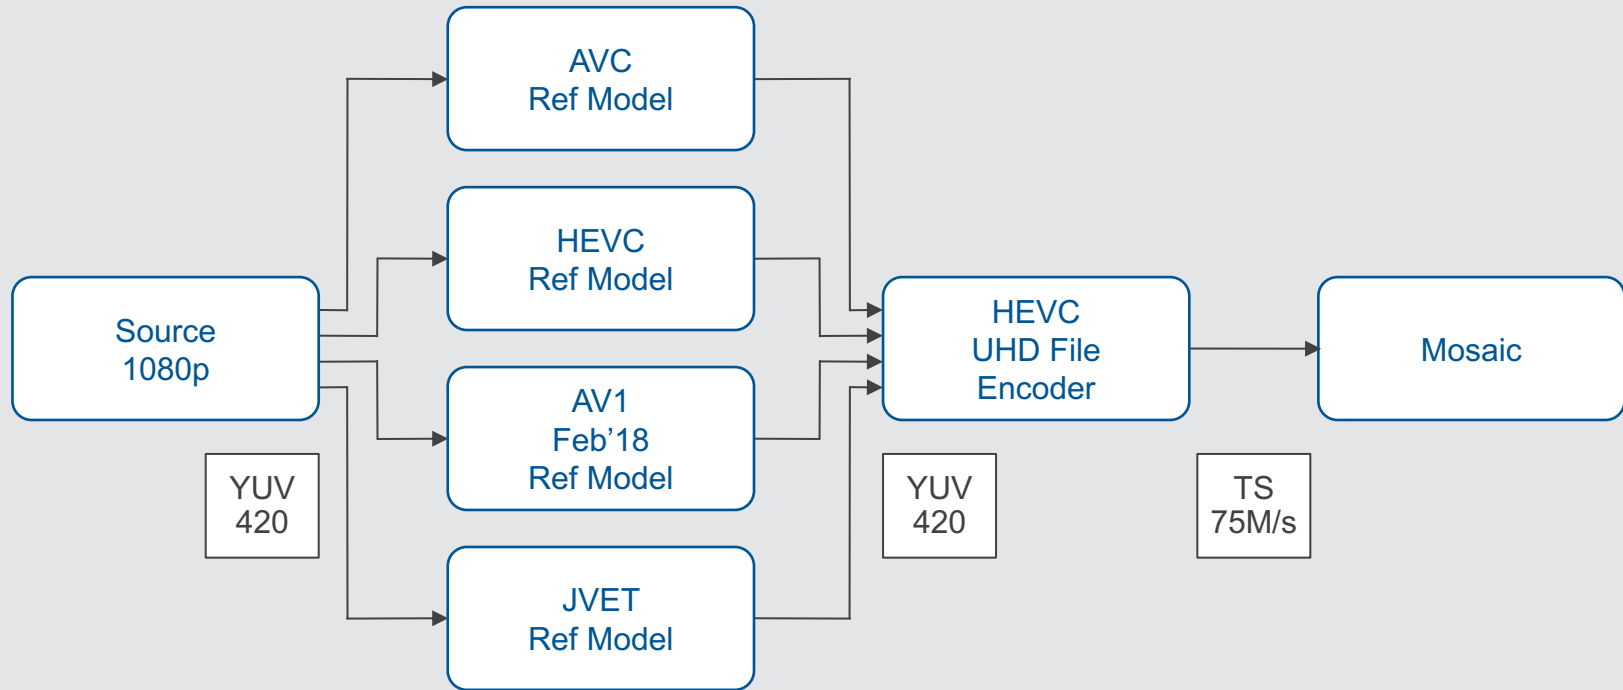 AVC
Ref Model
HEVC
Ref Model
Source
1080p
AV1
Feb’18
Ref Model
JVET
Ref Model
HEVC
UHD File
Encoder
Mosaic
YUV
420
YUV
420
TS
75M/s